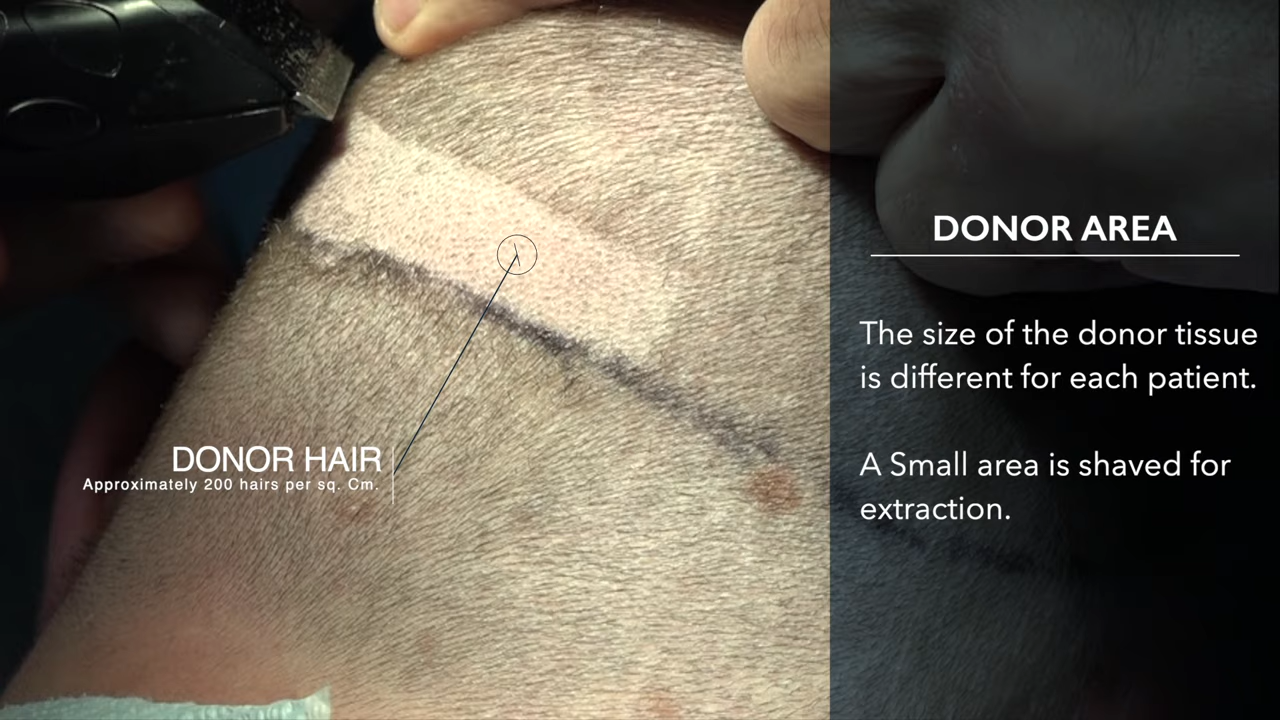 DONOR HAIR
Approximately 200 hairs per sq. Cm.
DONOR AREA
The size of the donor tissue
is different for each patient.
A Small area is shaved for
extraction.